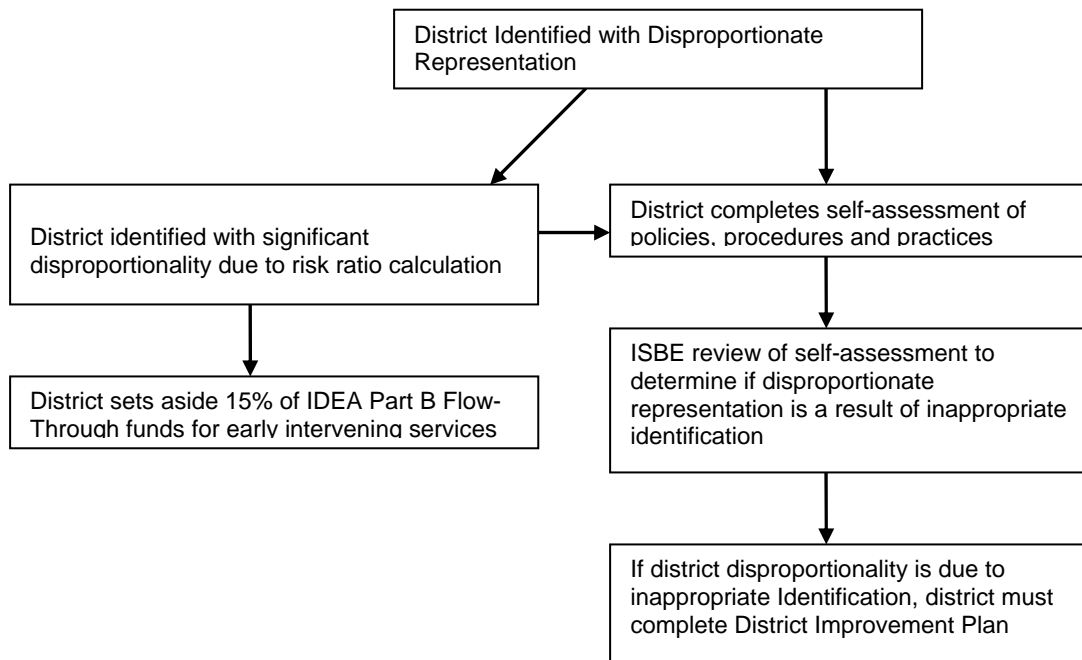 District Identified with Disproportionate
Representation
District identified with significant
disproportionality due to risk ratio calculation
District completes self-assessment of
policies, procedures and practices
District sets aside 15% of IDEA Part B Flow-
Through funds for early intervening services
ISBE review of self-assessment to
determine if disproportionate
representation is a result of inappropriate
identification
If district disproportionality is due to
inappropriate Identification, district must
complete District Improvement Plan